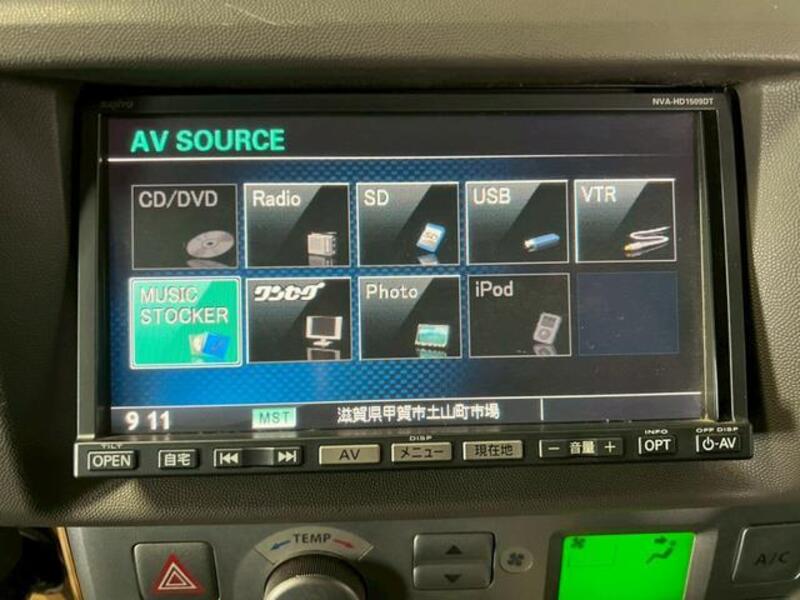 SANYO
NVA-HD1509DT
AV SOURCE
CD/DVD
Radio
SD
USB
VTR
MUSIC
STOCKER
ワンセグ
Photo
iPod
9 11
MST
滋賀県甲賀市土山町市場
TILT
DISP
INFO
OFF DISP
OPEN
自宅
AV
メニュー
現在地
− 音量 +
OPT
AV
TEMP
A/C